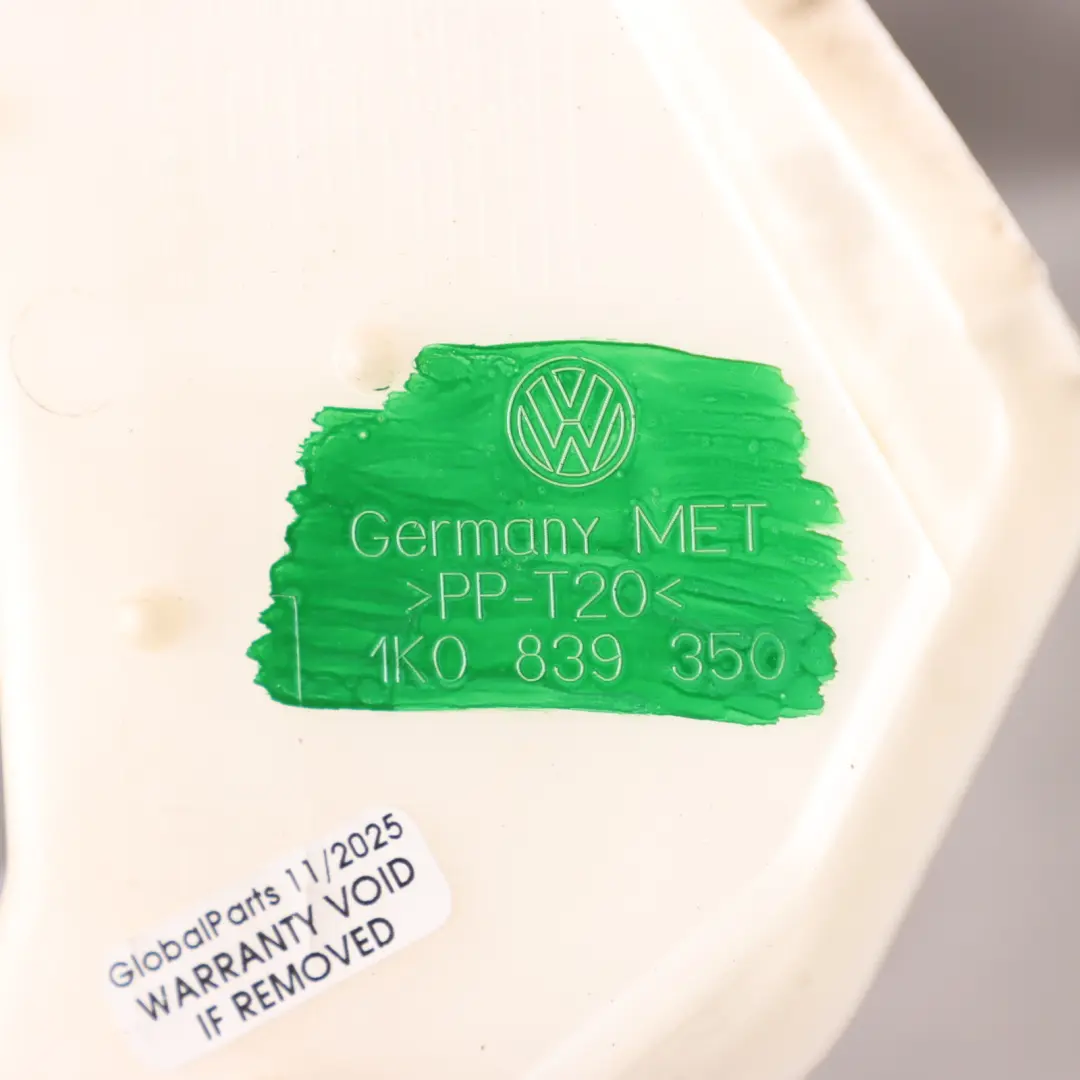 Germany MET
>PP-T20<
1K0 839 350
GlobalParts 11/2025
WARRANTY VOID
IF REMOVED